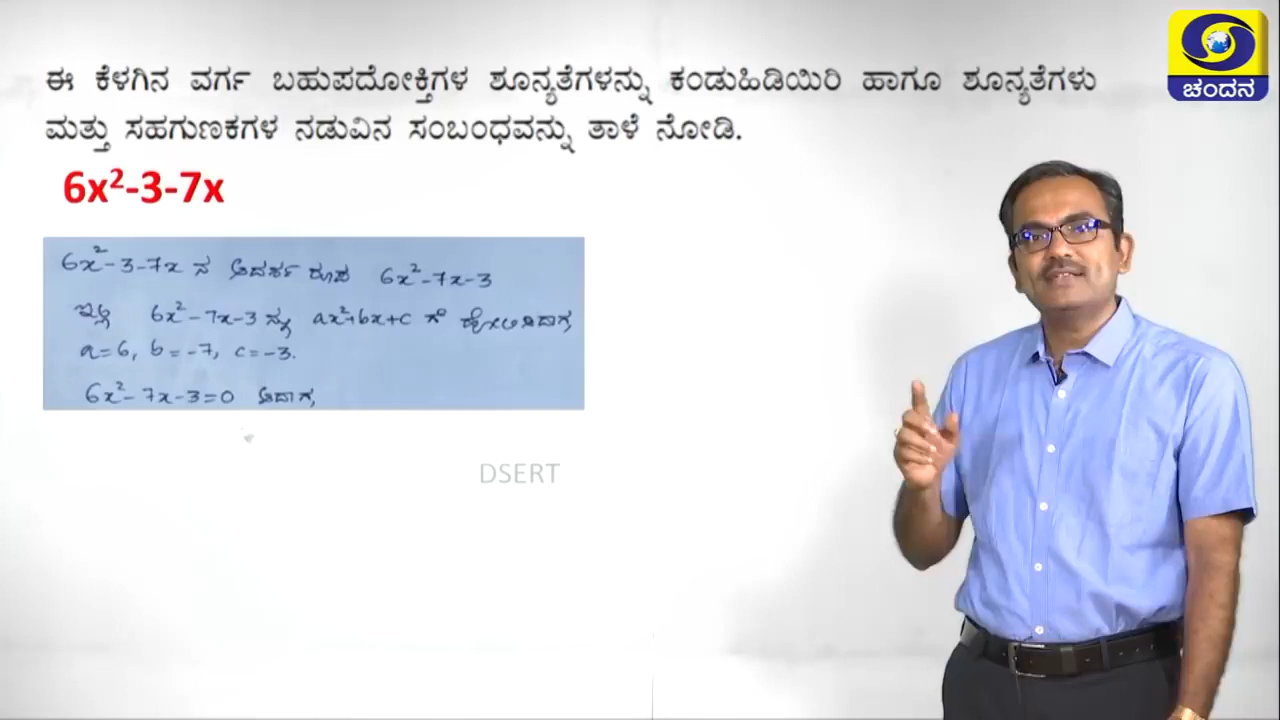 ಈ ಕೆಳಗಿನ ವರ್ಗ ಬಹುಪದೋಕ್ತಿಗಳ ಶೂನ್ಯತೆಗಳನ್ನು ಕಂಡುಹಿಡಿಯಿರಿ ಹಾಗೂ ಶೂನ್ಯತೆಗಳು
ಮತ್ತು ಸಹಗುಣಕಗಳ ನಡುವಿನ ಸಂಬಂಧವನ್ನು ತಾಳೆ ನೋಡಿ.
ಚಂದನ
6x²-3-7x
6x²-3-7x ನ ಆದರ್ಶ ರೂಪ 6x²-7x-3
ಇಲ್ಲಿ 6x²-7x-3 ನ್ನು ax²+bx+c ಗೆ ಹೋಲಿಸಿದಾಗ,
a=6, b=-7, c=-3.
6x²-7x-3=0 ಆದಾಗ,
DSERT